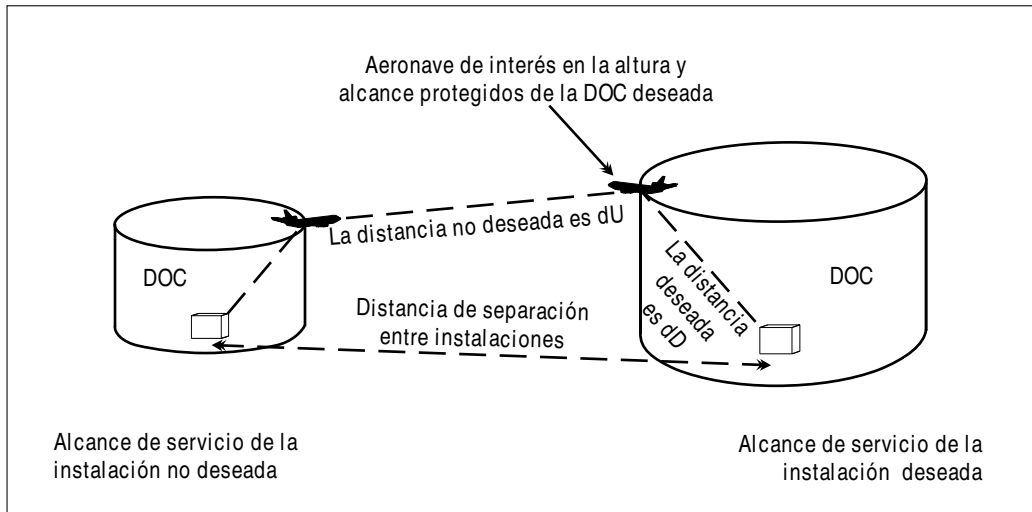 Aeronave de interés en la altura y
alcance protegidos de la DOC deseada
La distancia no deseada es dU
DOC
DOC
La distancia
deseada
es dD
Distancia de separación
entre instalaciones
Alcance de servicio de la
instalación no deseada
Alcance de servicio de la
instalación deseada